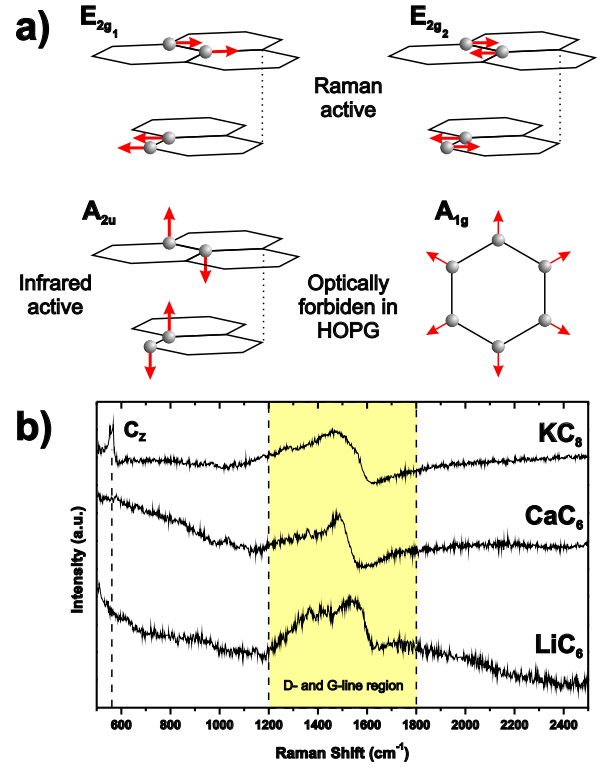 a)
E2g1
E2g2
Raman
active
A2u
A1g
Infrared
active
Optically
forbiden in
HOPG
b)
Cz
KC8
CaC6
LiC6
D- and G-line region
Intensity (a.u.)
600 800 1000 1200 1400 1600 1800 2000 2200 2400
Raman Shift (cm-1)